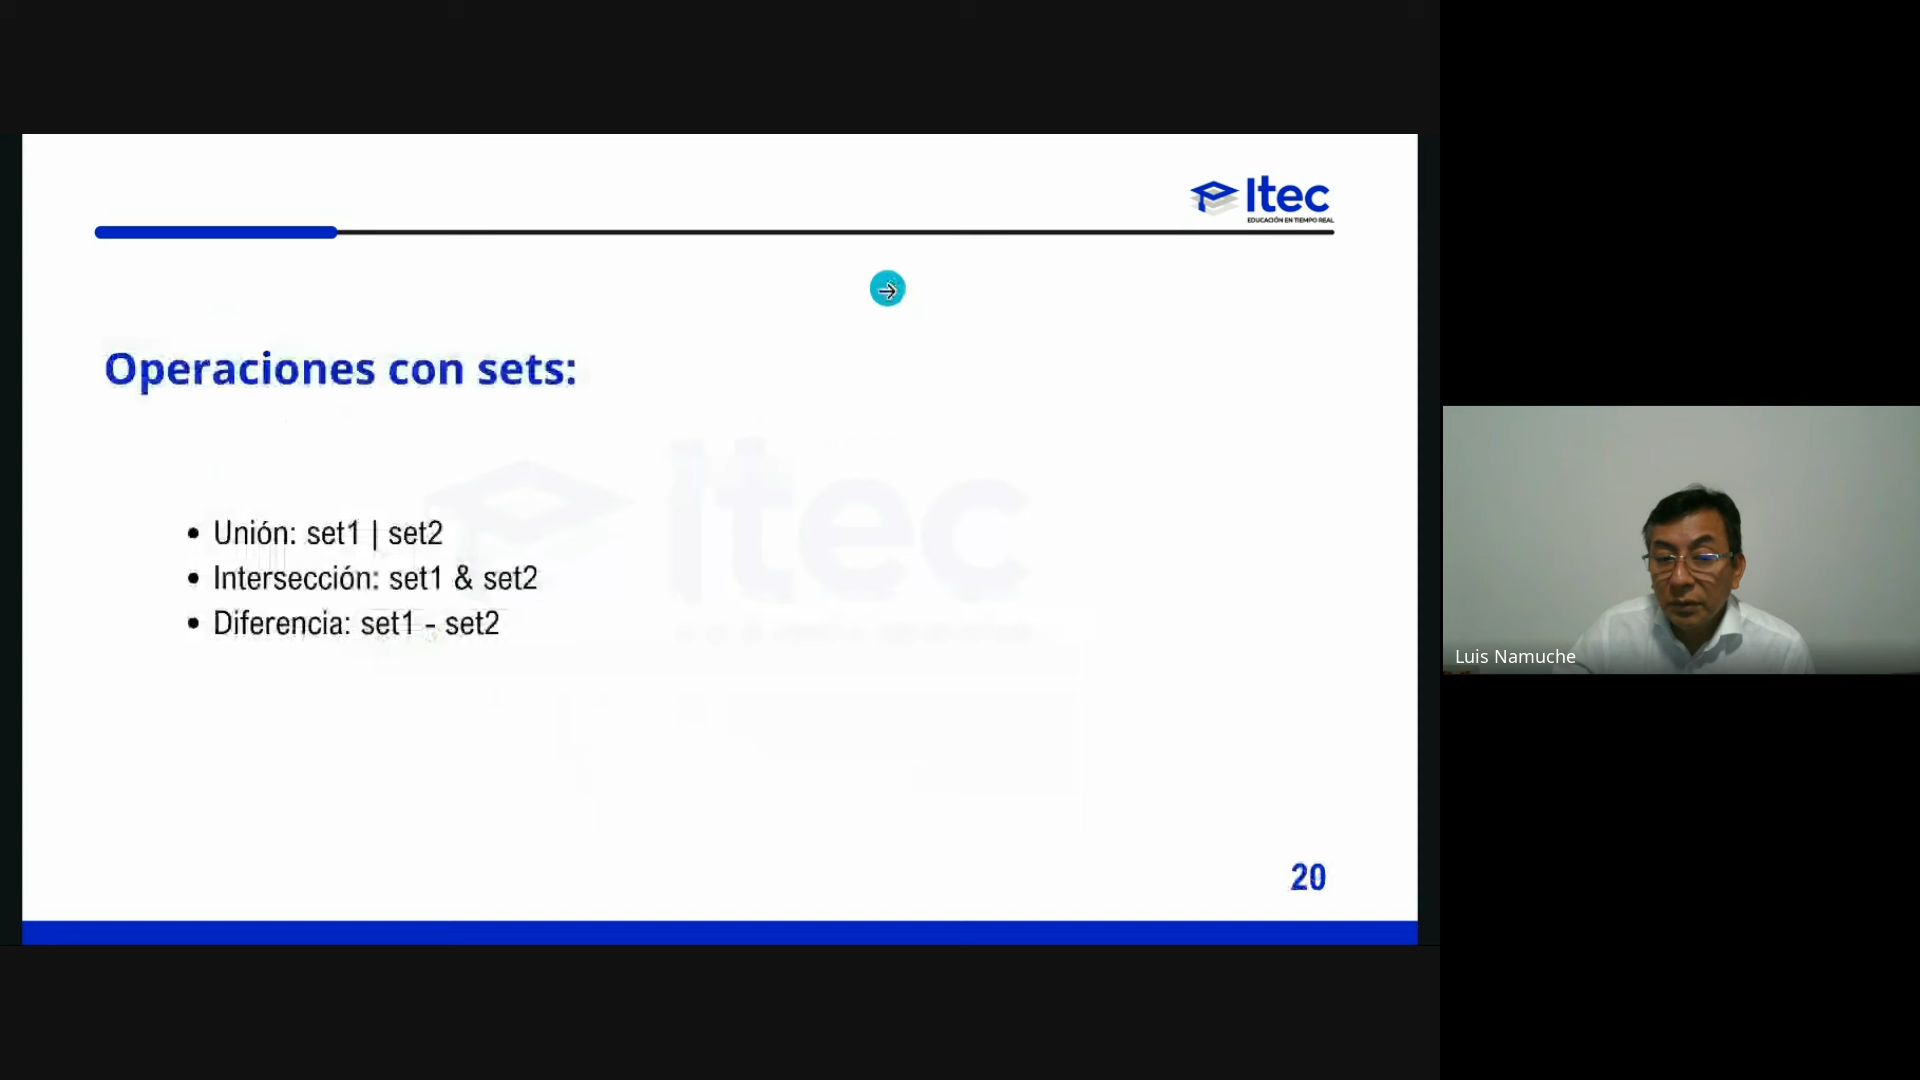 Itec
EDUCACIÓN EN TIEMPO REAL
Operaciones con sets:
Itec
• Unión: set1 | set2
• Intersección: set1 & set2
• Diferencia: set1 - set2
Luis Namuche
20